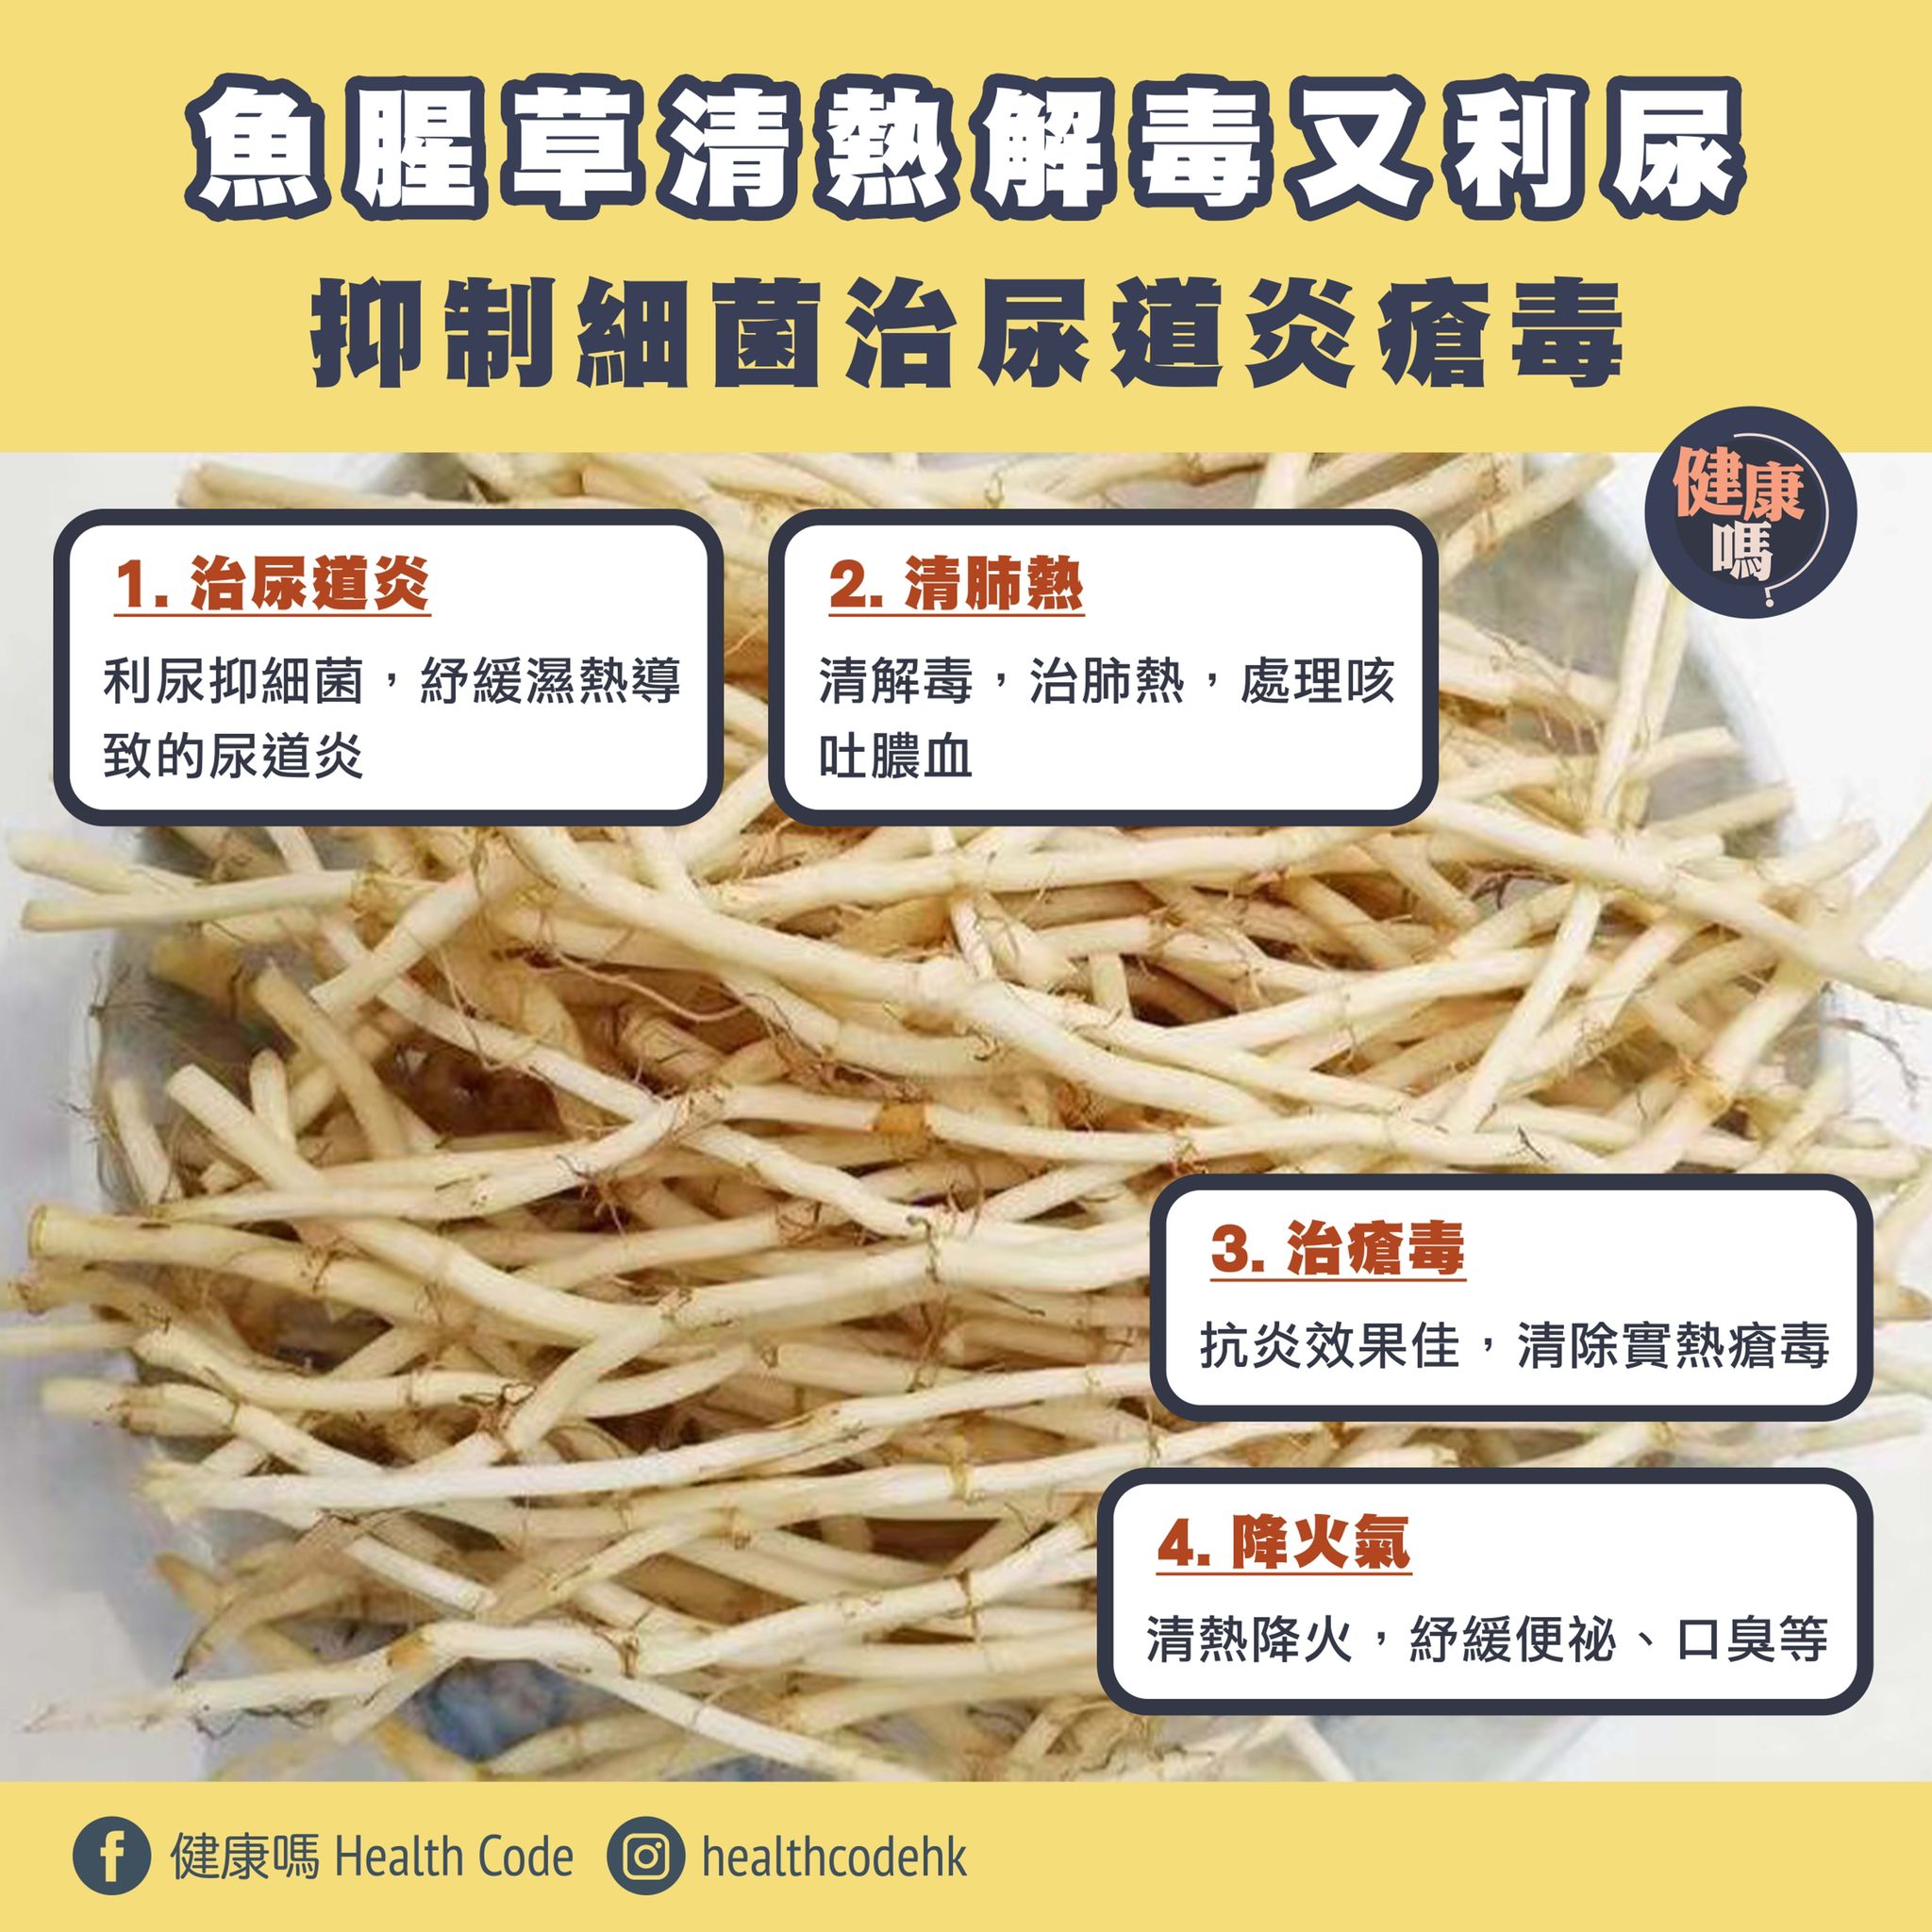 魚腥草清熱解毒又利尿
抑制細菌治尿道炎瘡毒
健康
嗎?
1. 治尿道炎
利尿抑細菌，紓緩濕熱導
致的尿道炎
2. 清肺熱
清解毒，治肺熱，處理咳
吐膿血
3. 治瘡毒
抗炎效果佳，清除實熱瘡毒
4. 降火氣
清熱降火，紓緩便祕、口臭等
健康嗎 Health Code
healthcodehk